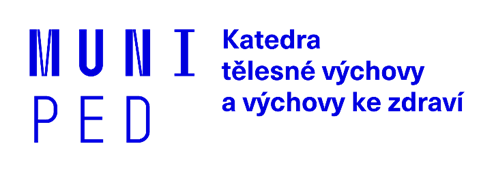 MUNI
PED
Katedra
tělesné výchovy
a výchovy ke zdraví